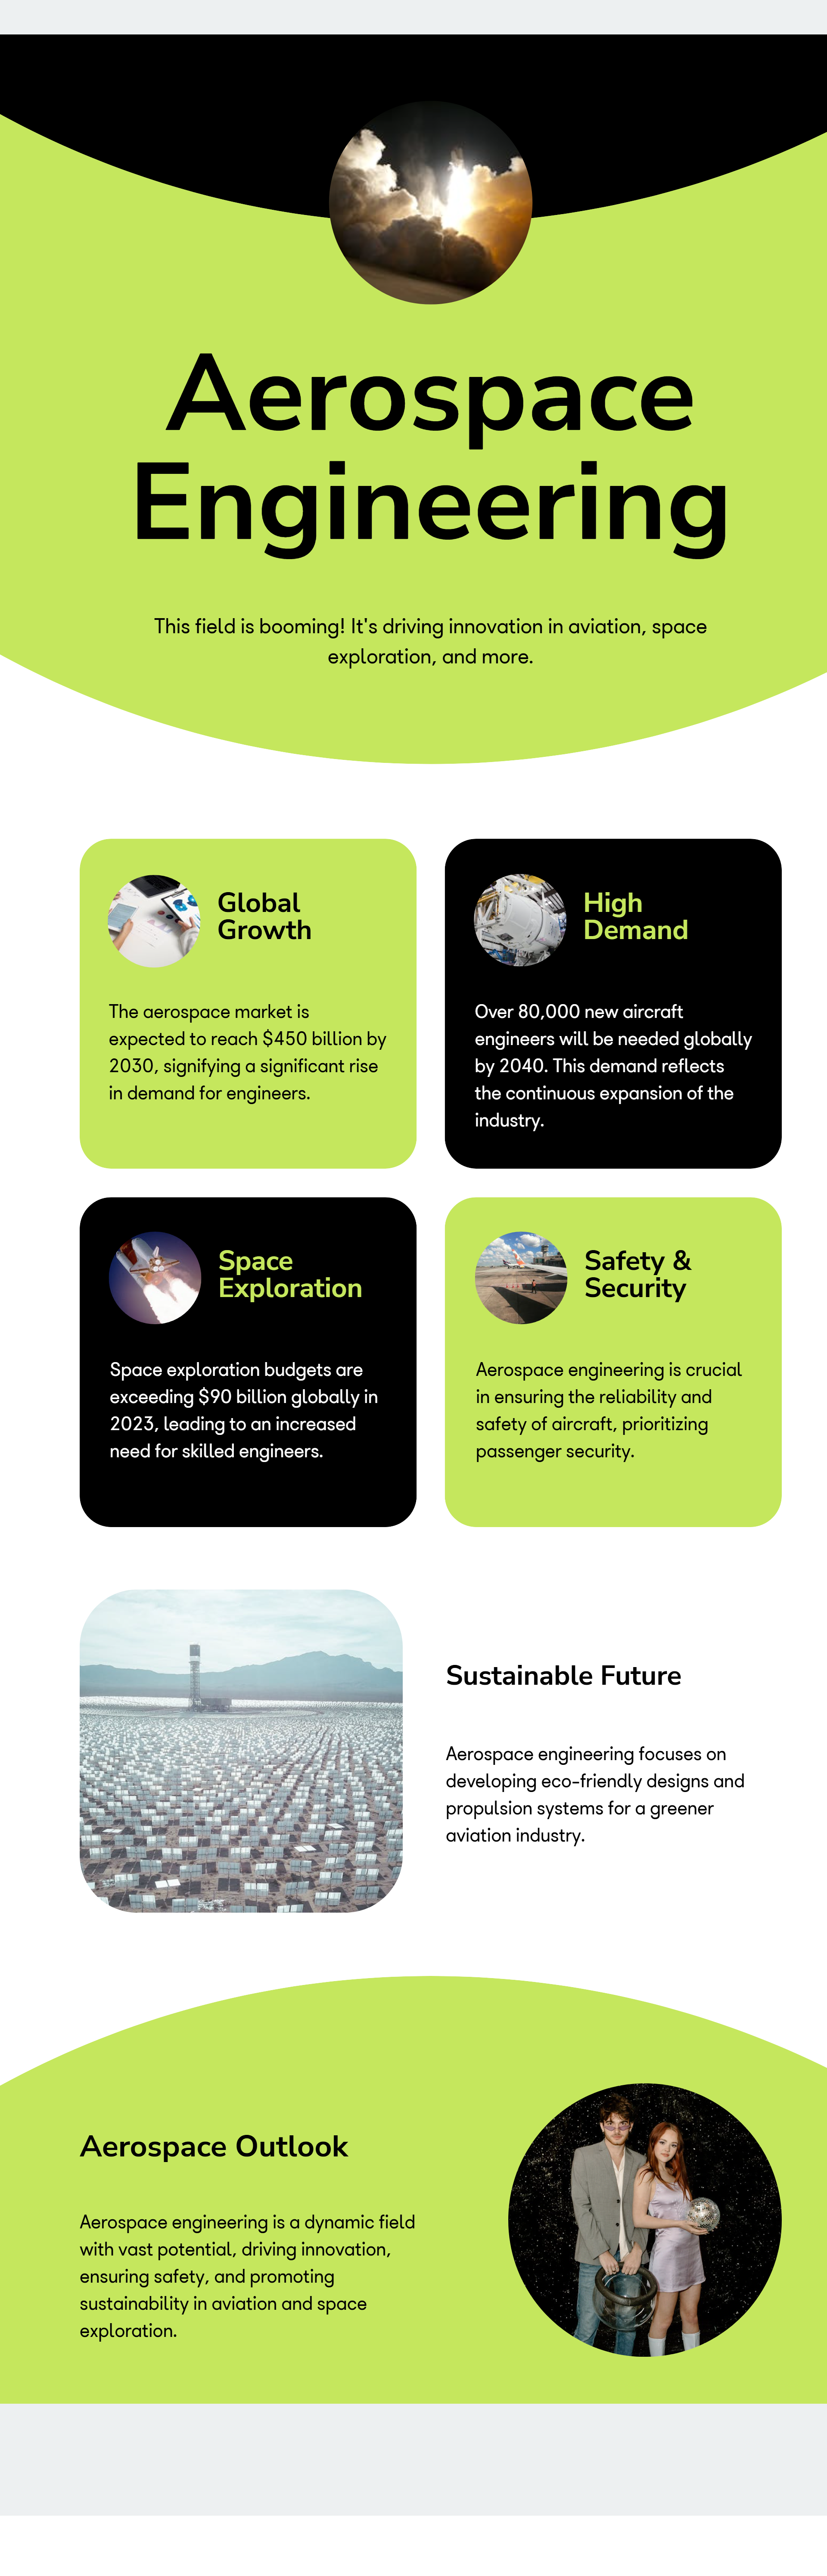 Aerospace
Engineering
This field is booming! It's driving innovation in aviation, space
exploration, and more.
Global
Growth
The aerospace market is
expected to reach $450 billion by
2030, signifying a significant rise
in demand for engineers.
High
Demand
Over 80,000 new aircraft
engineers will be needed globally
by 2040. This demand reflects
the continuous expansion of the
industry.
Space
Exploration
Space exploration budgets are
exceeding $90 billion globally in
2023, leading to an increased
need for skilled engineers.
Safety &
Security
Aerospace engineering is crucial
in ensuring the reliability and
safety of aircraft, prioritizing
passenger security.
Sustainable Future
Aerospace engineering focuses on
developing eco-friendly designs and
propulsion systems for a greener
aviation industry.
Aerospace Outlook
Aerospace engineering is a dynamic field
with vast potential, driving innovation,
ensuring safety, and promoting
sustainability in aviation and space
exploration.